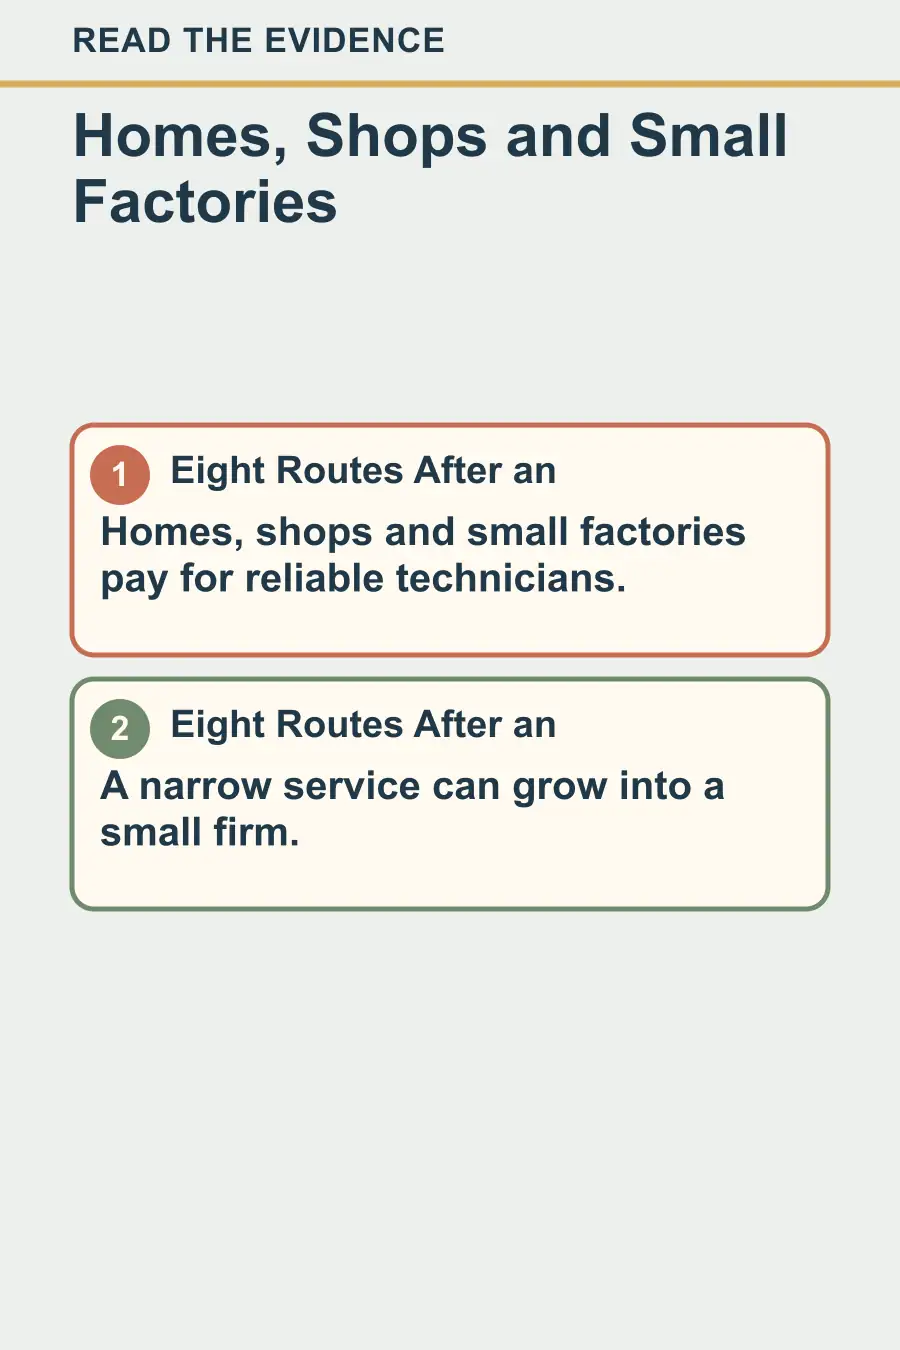 READ THE EVIDENCE
Homes, Shops and Small
Factories
1 Eight Routes After an
Homes, shops and small factories
pay for reliable technicians.
2 Eight Routes After an
A narrow service can grow into a
small firm.